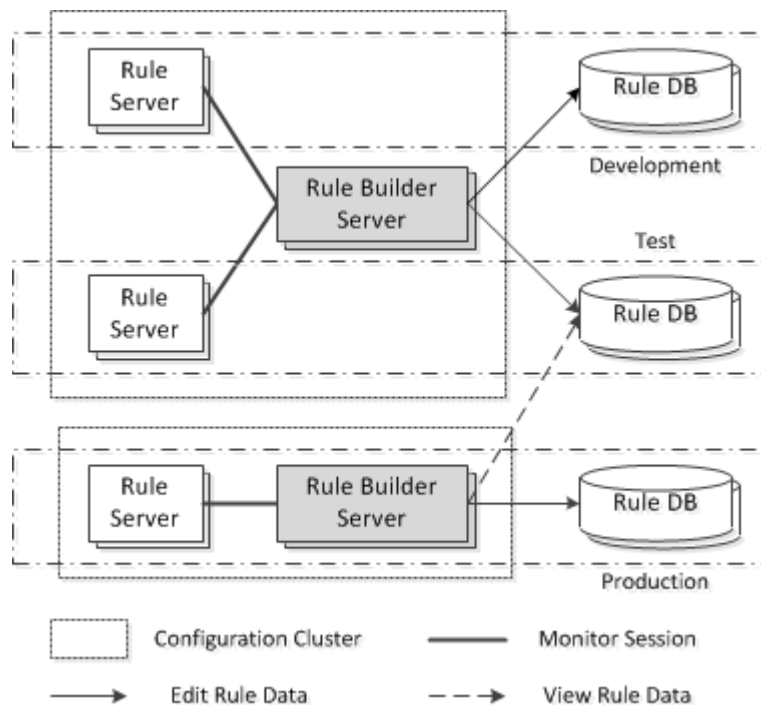 Rule
Server
Rule DB
Development
Rule Builder
Server
Test
Rule
Server
Rule DB
Rule
Server
Rule Builder
Server
Rule DB
Production
Configuration Cluster
Monitor Session
Edit Rule Data
View Rule Data